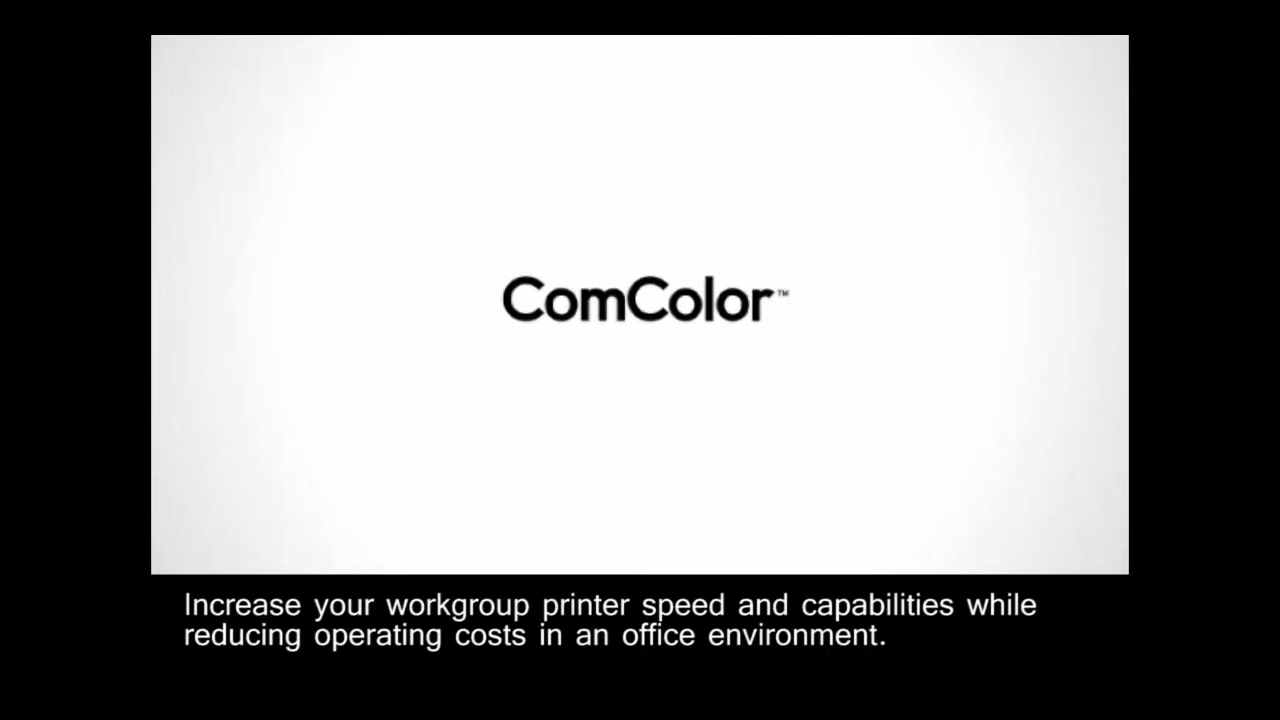 ComColor™
Increase your workgroup printer speed and capabilities while
reducing operating costs in an office environment.